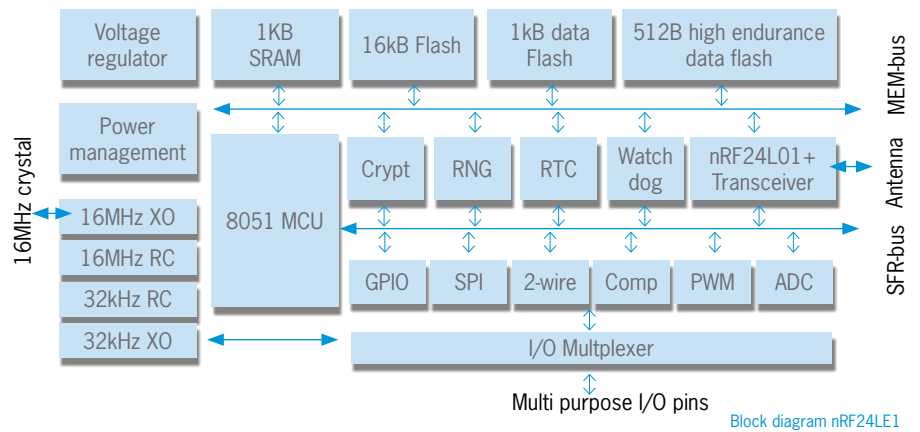 Voltage
regulator
1KB
SRAM
16kB Flash
1kB data
Flash
512B high endurance
data flash
MEM-bus
Power
management
8051 MCU
Crypt
RNG
RTC
Watch
dog
nRF24L01+
Transceiver
Antenna
16MHz crystal
16MHz XO
16MHz RC
32kHz RC
32kHz XO
SFR-bus
GPIO
SPI
2-wire
Comp
PWM
ADC
I/O Multplexer
Multi purpose I/O pins
Block diagram nRF24LE1